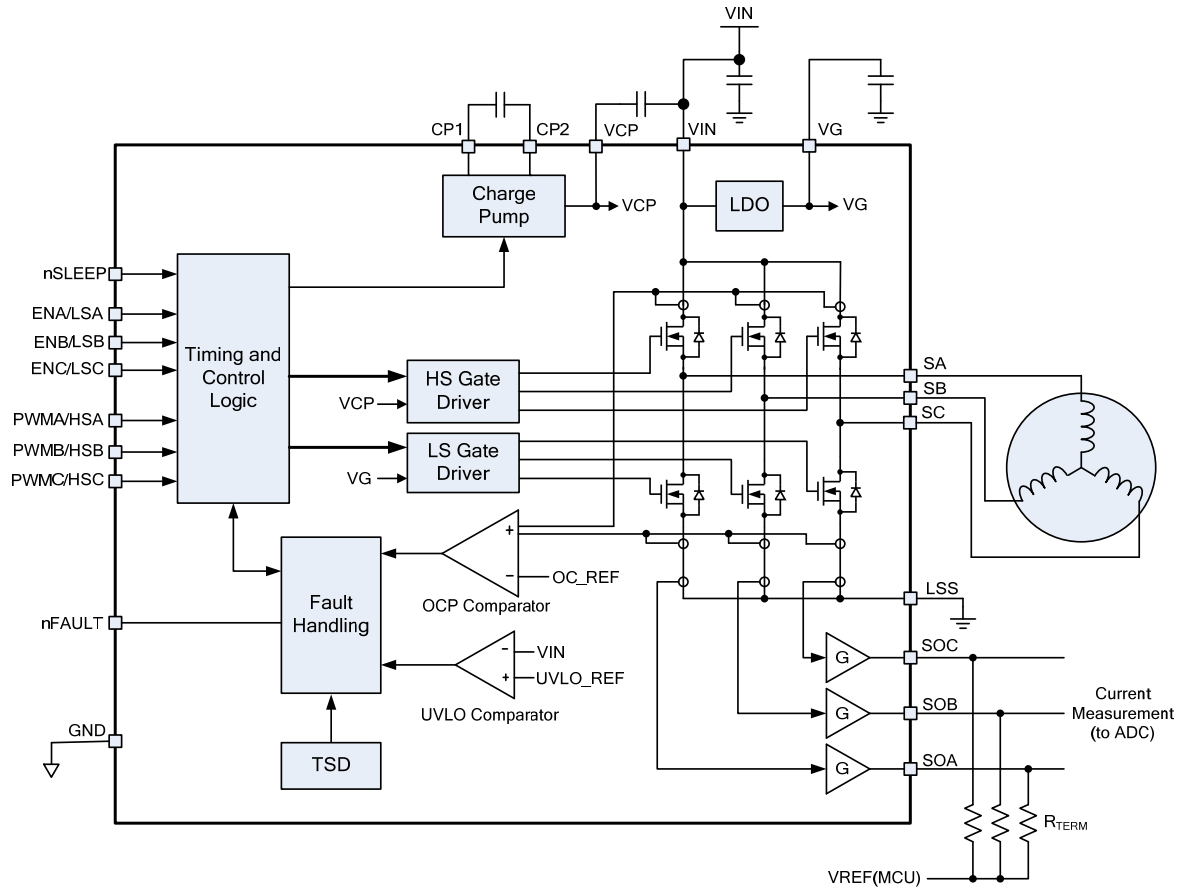 VIN
CP1
CP2
VCP
VIN
VG
Charge
Pump
VCP
LDO
VG
nSLEEP
ENA/LSA
ENB/LSB
ENC/LSC
PWMA/HSA
PWMB/HSB
PWMC/HSC
Timing and
Control
Logic
HS Gate
Driver
VCP
LS Gate
Driver
VG
SA
SB
SC
+
-
OC_REF
OCP Comparator
Fault
Handling
nFAULT
-
VIN
+
UVLO_REF
UVLO Comparator
LSS
G
SOC
G
SOB
G
SOA
Current
Measurement
(to ADC)
GND
TSD
RTERM
VREF(MCU)